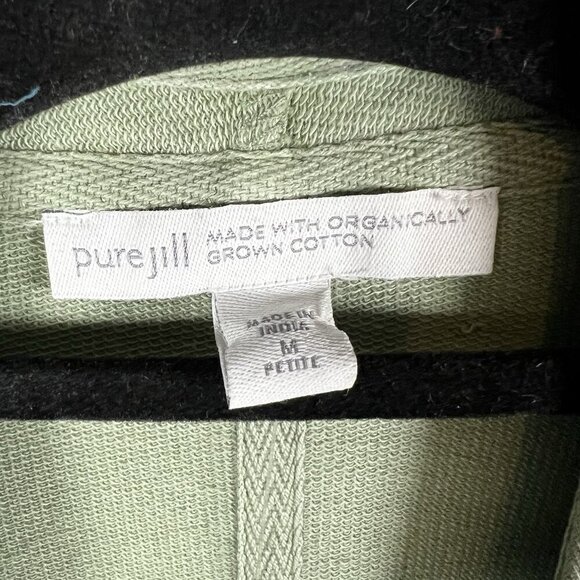 purejill MADE WITH ORGANICALLY
GROWN COTTON
MADE IN
INDIA
M
PETITE